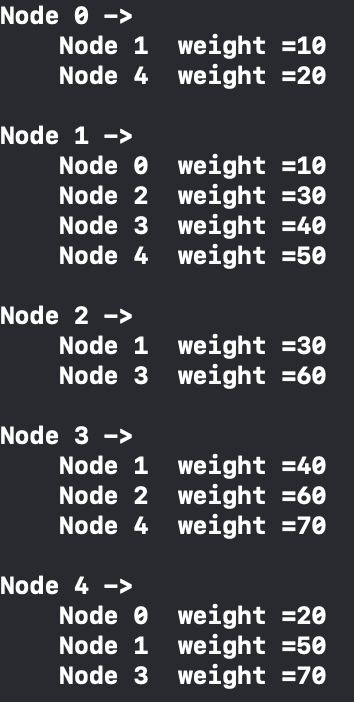 Node 0 ->
Node 1 weight =10
Node 4 weight =20
Node 1 ->
Node 0 weight =10
Node 2 weight =30
Node 3 weight =40
Node 4 weight =50
Node 2 ->
Node 1 weight =30
Node 3 weight =60
Node 3 ->
Node 1 weight =40
Node 2 weight =60
Node 4 weight =70
Node 4 ->
Node 0 weight =20
Node 1 weight =50
Node 3 weight =70